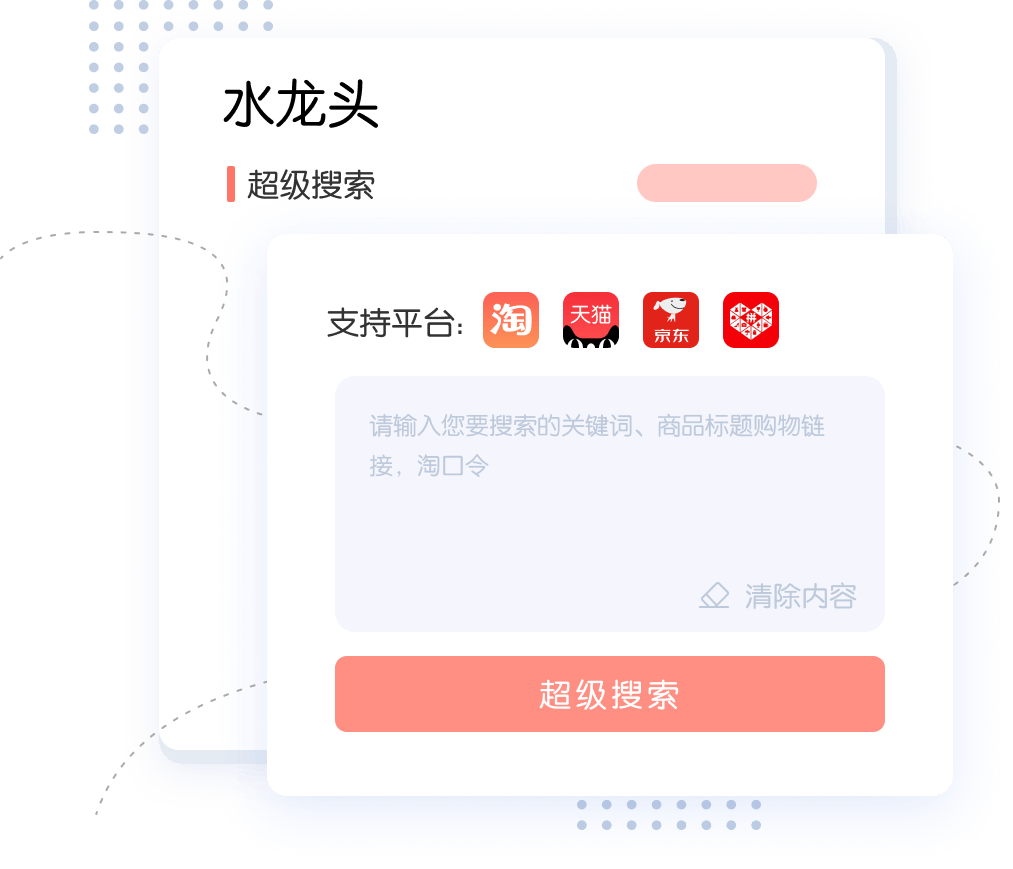 水龙头
超级搜索
支持平台:
淘
天猫
京东
拼
请输入您要搜索的关键词、商品标题购物链
接，淘口令
清除内容
超级搜索